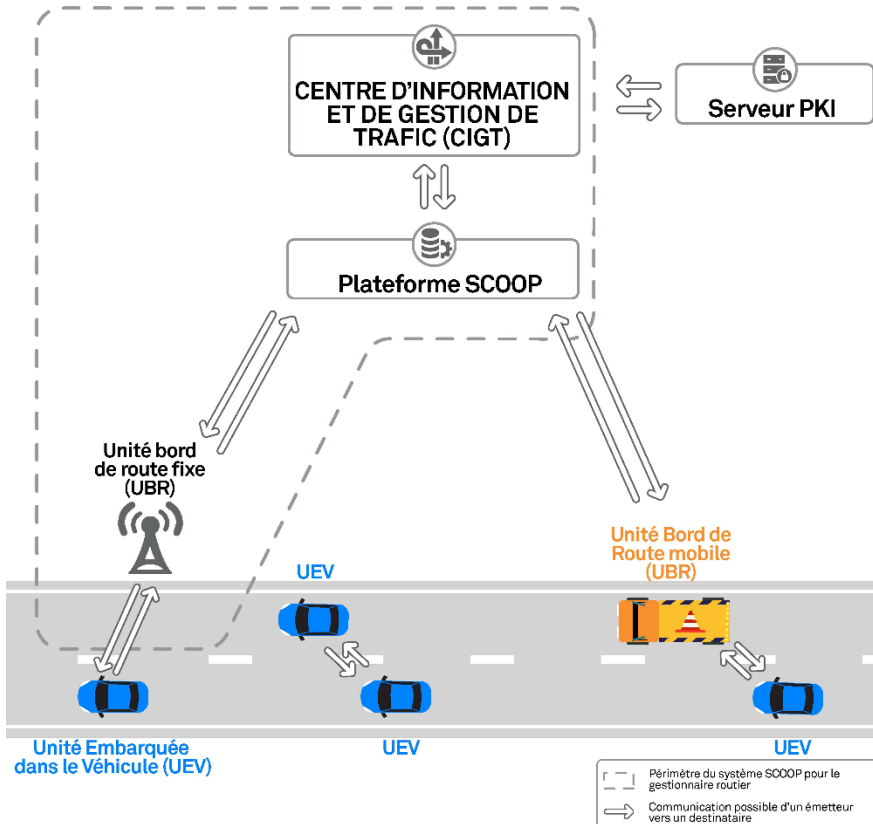 CENTRE D'INFORMATION
ET DE GESTION DE
TRAFIC (CIGT)
Serveur PKI
Plateforme SCOOP
Unité bord
de route fixe
(UBR)
Unité Bord de
Route mobile
(UBR)
UEV
Unité Embarquée
dans le Véhicule (UEV)
UEV
UEV
Périmètre du système SCOOP pour le
gestionnaire routier
Communication possible d'un émetteur
vers un destinataire